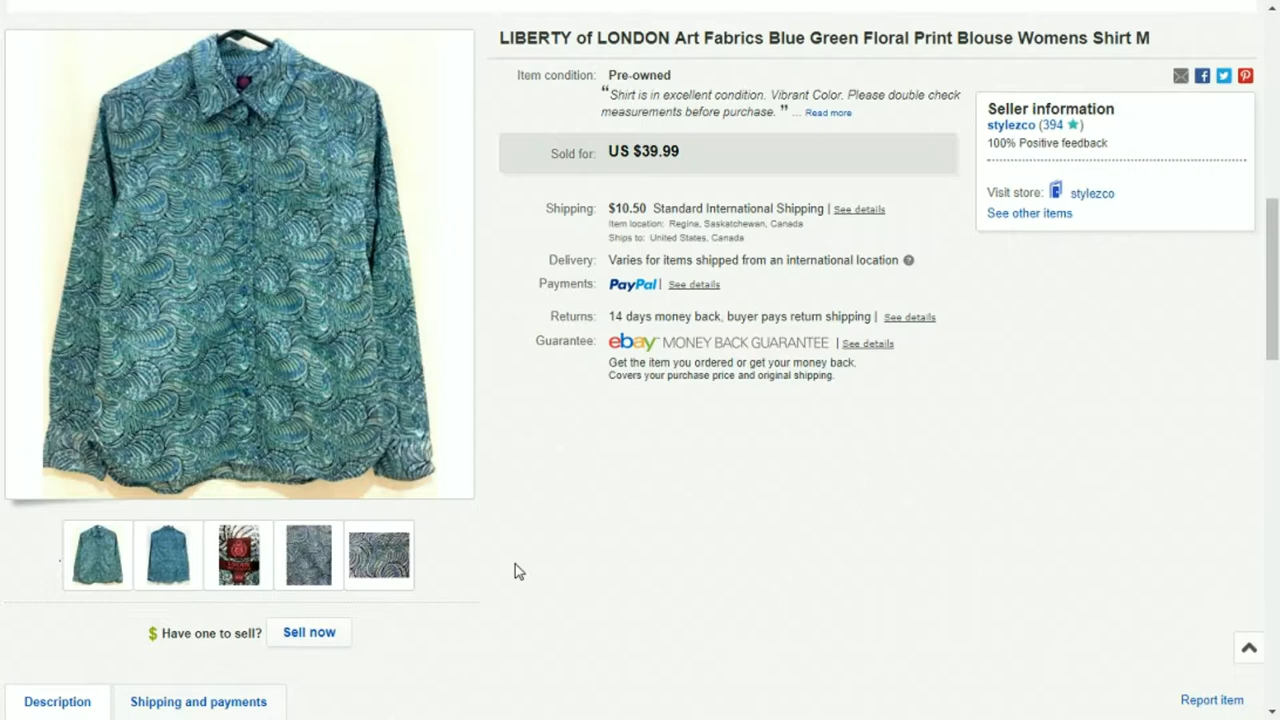 LIBERTY of LONDON Art Fabrics Blue Green Floral Print Blouse Womens Shirt M
Item condition: Pre-owned
“Shirt is in excellent condition. Vibrant Color. Please double check
measurements before purchase. ” ... Read more
Sold for: US $39.99
Shipping: $10.50 Standard International Shipping | See details
Item location: Regina, Saskatchewan, Canada
Ships to: United States, Canada
Delivery: Varies for items shipped from an international location
Payments: PayPal | See details
Returns: 14 days money back, buyer pays return shipping | See details
Guarantee: ebay MONEY BACK GUARANTEE | See details
Get the item you ordered or get your money back.
Covers your purchase price and original shipping.
Seller information
stylezco (394 ★)
100% Positive feedback
Visit store: stylezco
See other items
$ Have one to sell? Sell now
Description
Shipping and payments
Report item